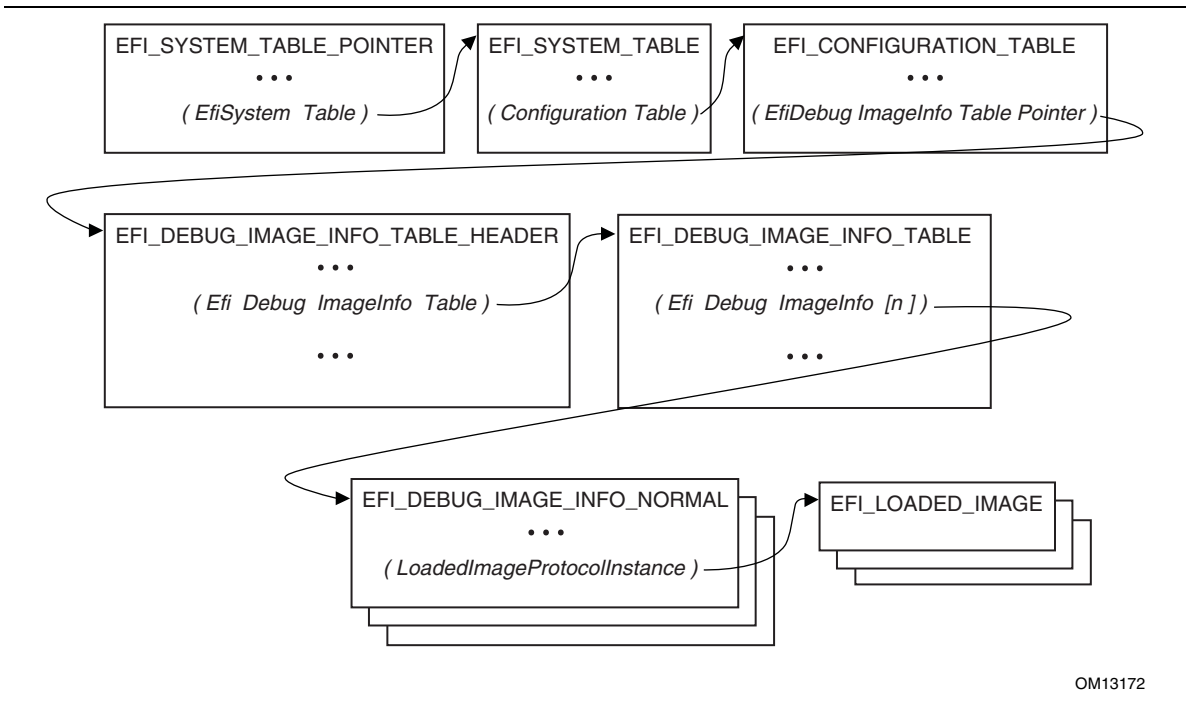 EFI_SYSTEM_TABLE_POINTER
• • •
( EfiSystem Table )
EFI_SYSTEM_TABLE
• • •
( Configuration Table )
EFI_CONFIGURATION_TABLE
• • •
( EfiDebug ImageInfo Table Pointer )
EFI_DEBUG_IMAGE_INFO_TABLE_HEADER
• • •
( Efi Debug ImageInfo Table )
• • •
EFI_DEBUG_IMAGE_INFO_TABLE
• • •
( Efi Debug ImageInfo [n ] )
• • •
EFI_DEBUG_IMAGE_INFO_NORMAL
• • •
( LoadedImageProtocolInstance )
EFI_LOADED_IMAGE
OM13172